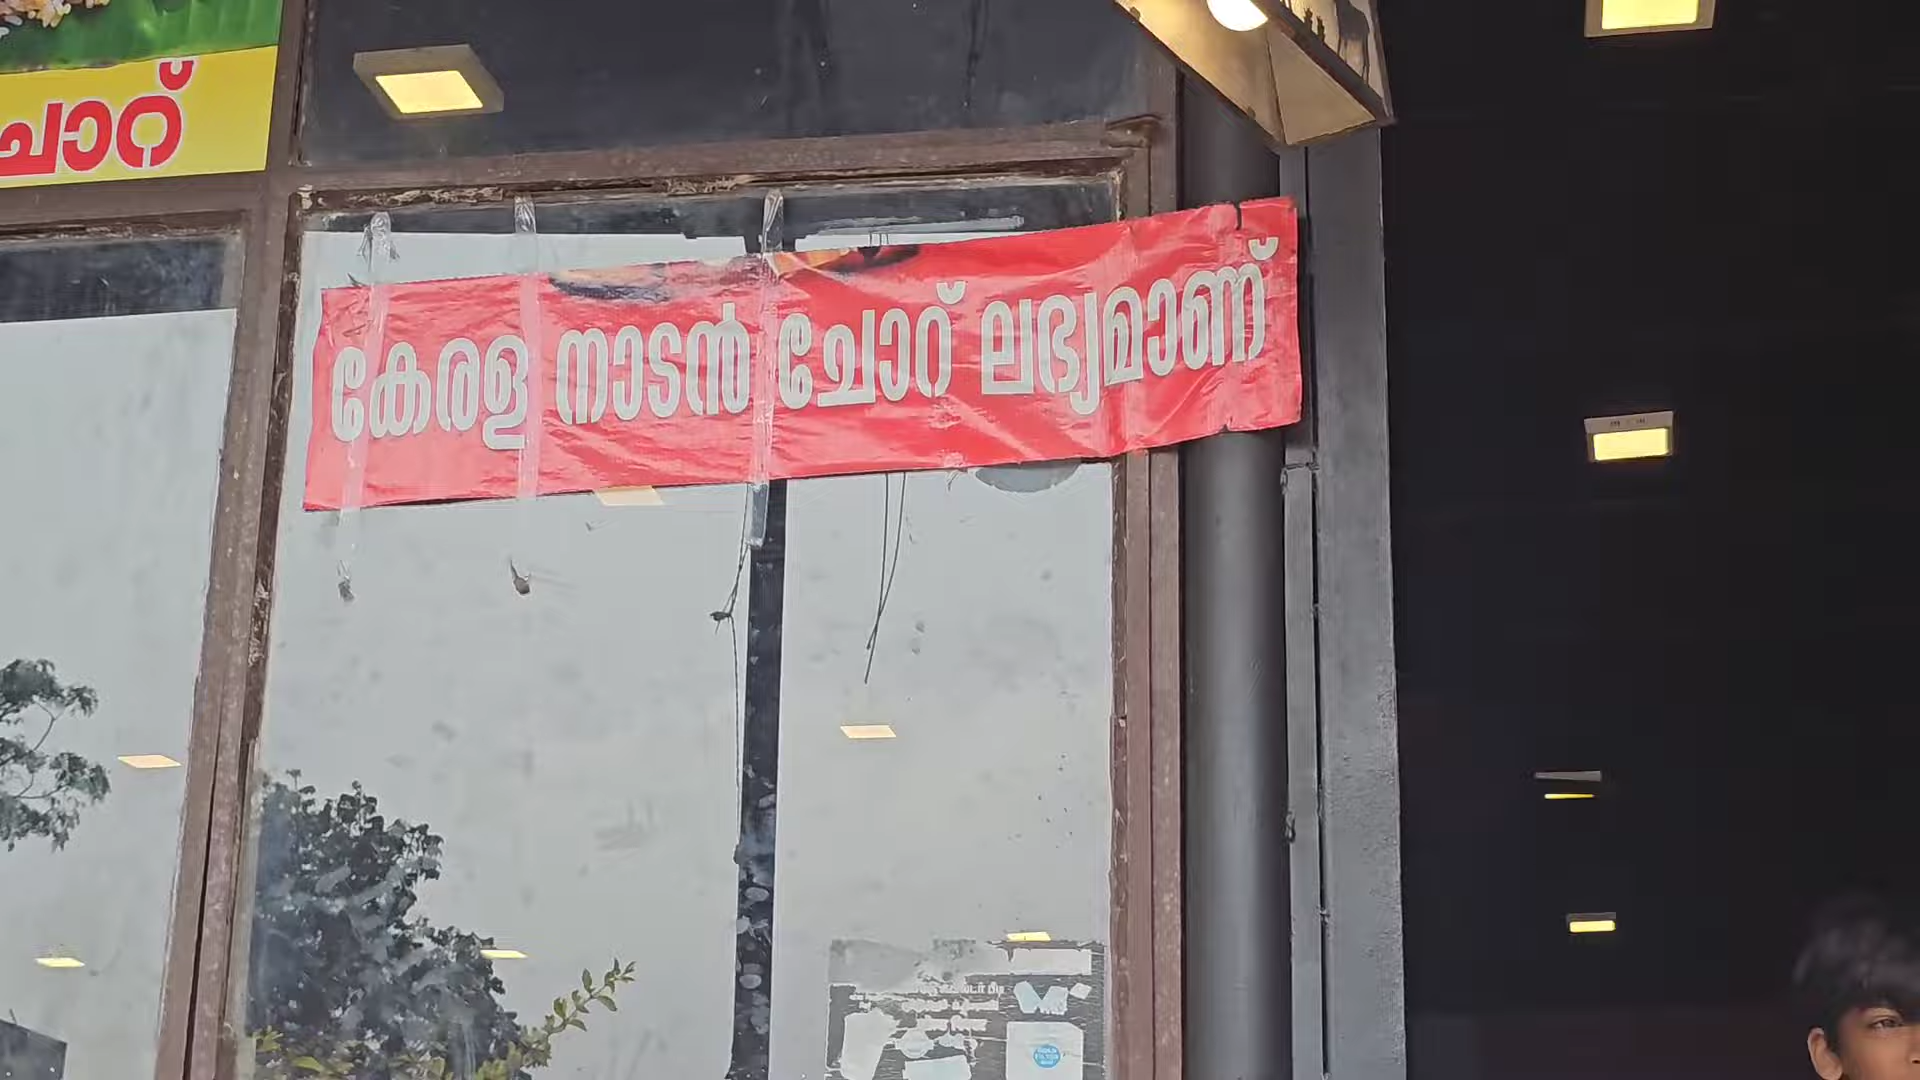 ചോറ്
കേരള നാടൻ ചോറ് ലഭ്യമാണ്